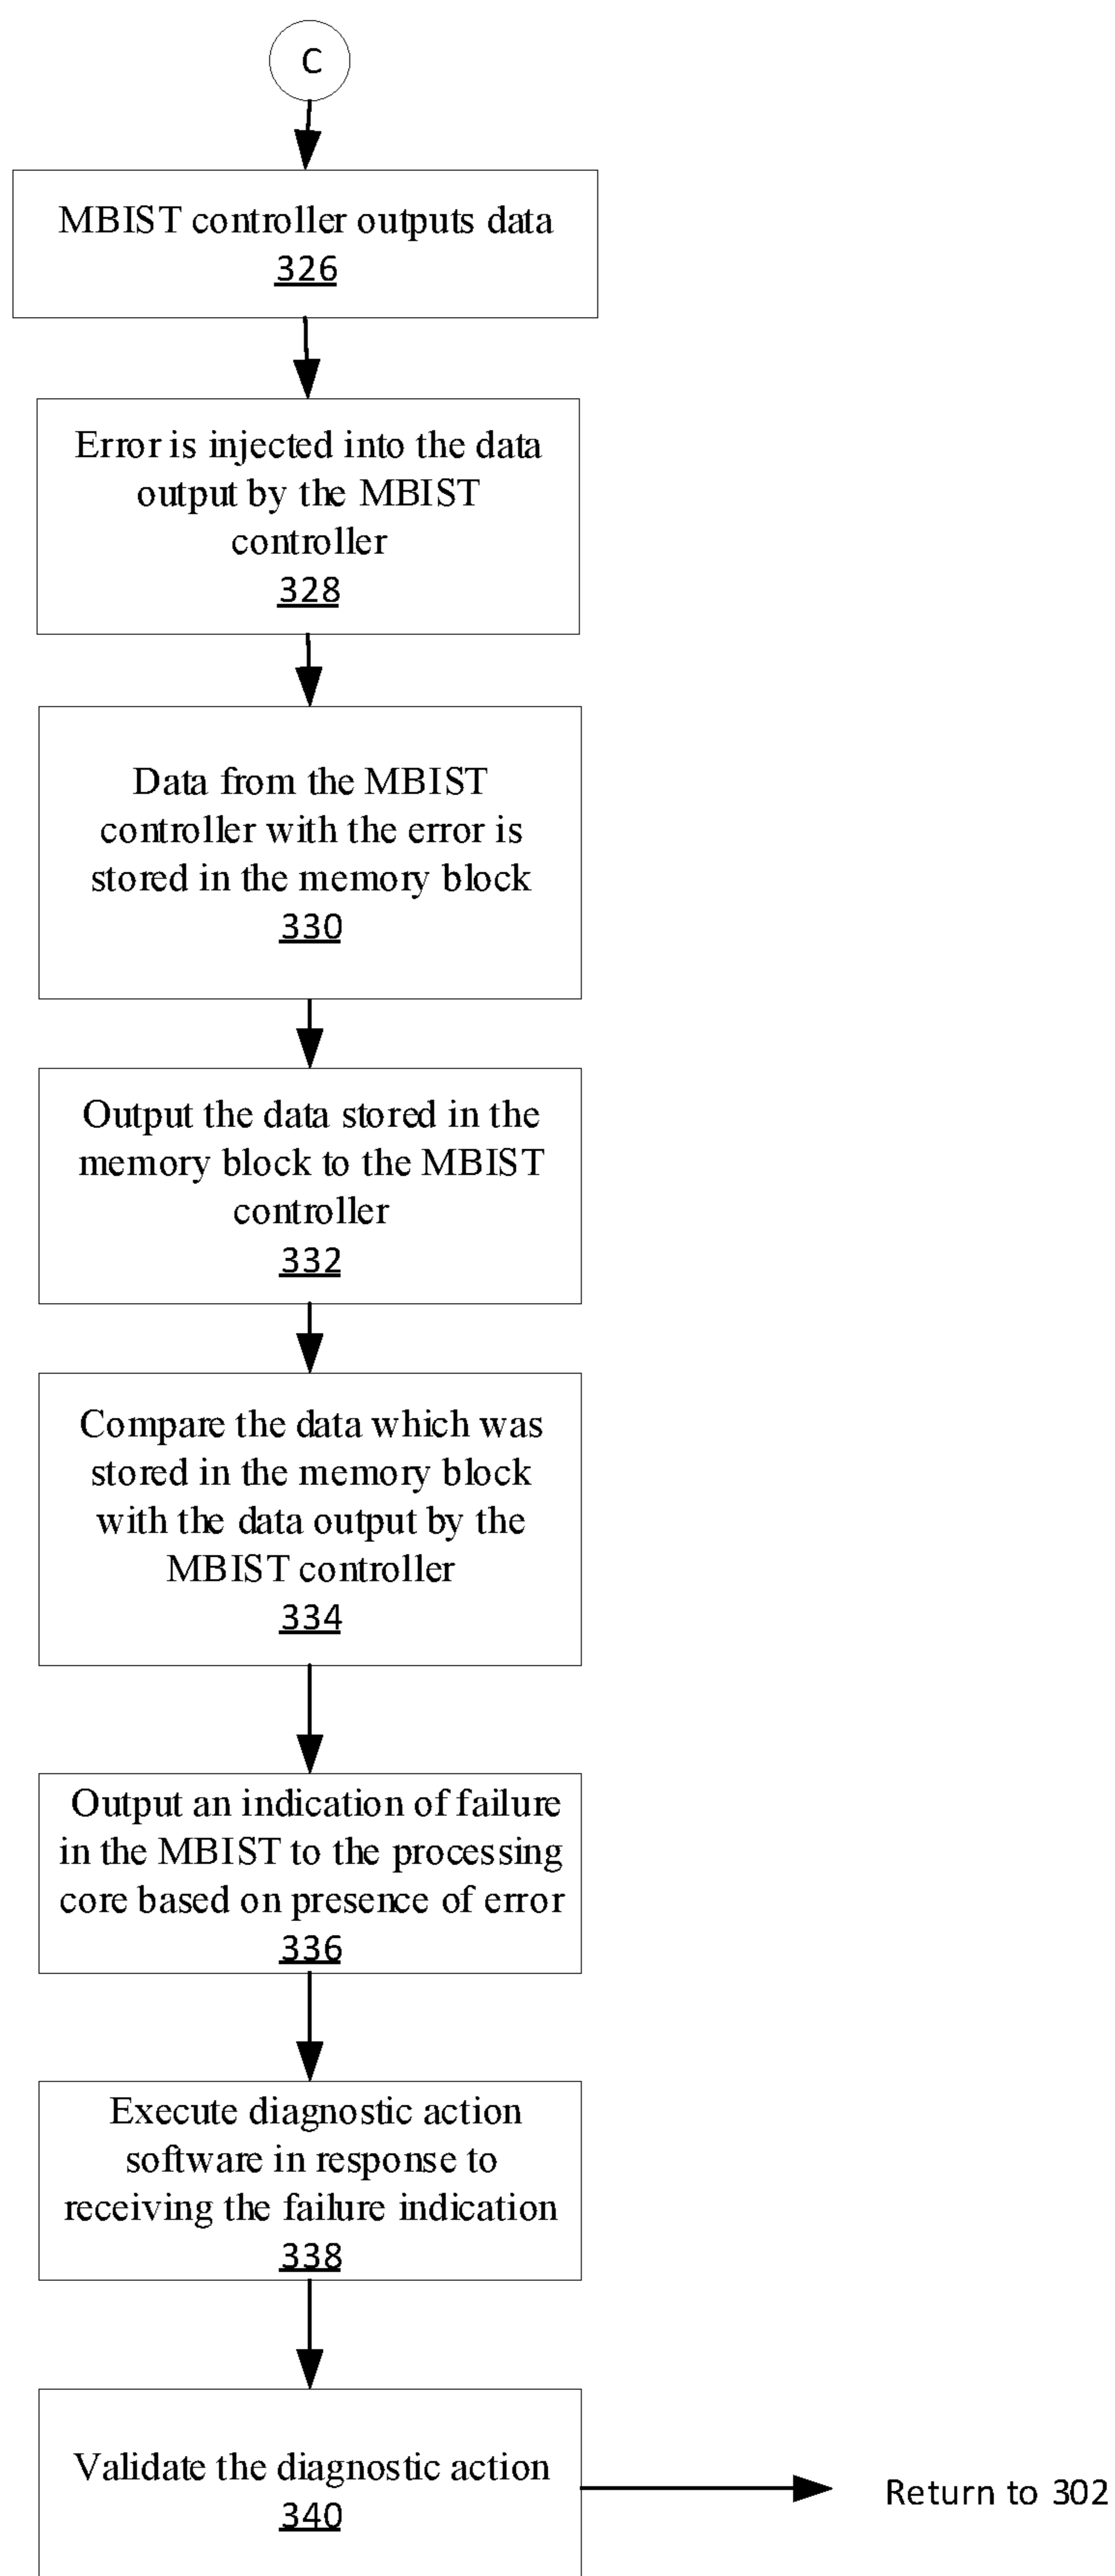 C
MBIST controller outputs data
326
Error is injected into the data
output by the MBIST
controller
328
Data from the MBIST
controller with the error is
stored in the memory block
330
Output the data stored in the
memory block to the MBIST
controller
332
Compare the data which was
stored in the memory block
with the data output by the
MBIST controller
334
Output an indication of failure
in the MBIST to the processing
core based on presence of error
336
Execute diagnostic action
software in response to
receiving the failure indication
338
Validate the diagnostic action
340
Return to 302